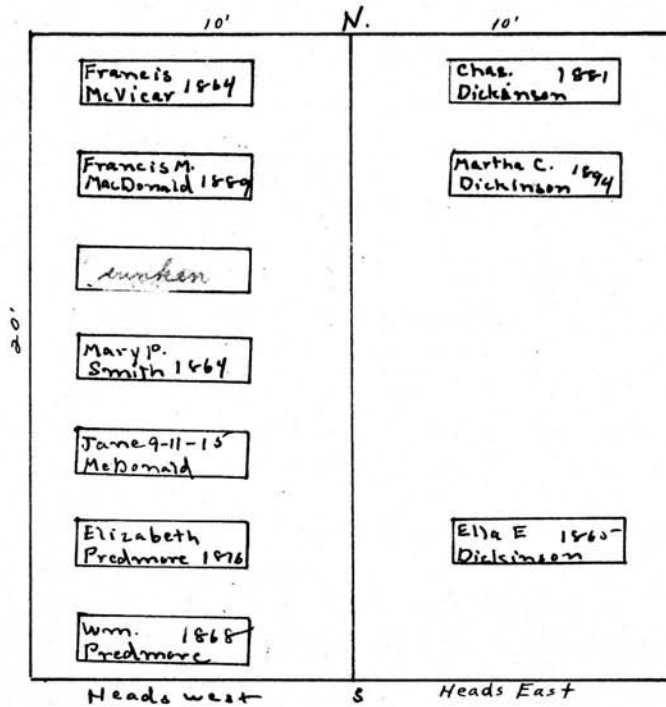 10' N. 10'
Francis
McVicar 1864
Chas. 1881
Dickinson
Francis M.
MacDonald 1889
Martha C. 1894
Dickinson
sunken
20'
Mary P.
Smith 1864
Jane 9-11-15
McDonald
Elizabeth
Predmore 1876
Ella E 1865
Dickinson
Wm. 1868
Predmore
Heads west S Heads East